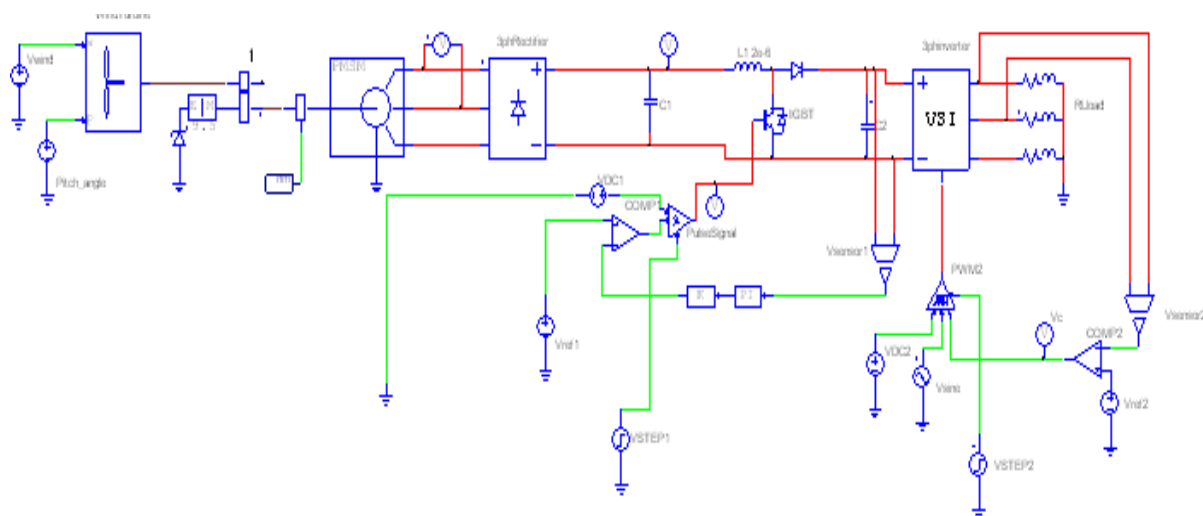 Vwind
1
3phRectifier
L1 2e-6
3phInverter
PMSM
C1
IGBT
C2
VSI
RLload
Pitch_angle
VDC1
COMP1
PulseSignal
Vsensor1
PWM2
K
PI
Vref1
VDC2
Vc
COMP2
Vsensor2
Vref2
VSTEP1
VSTEP2